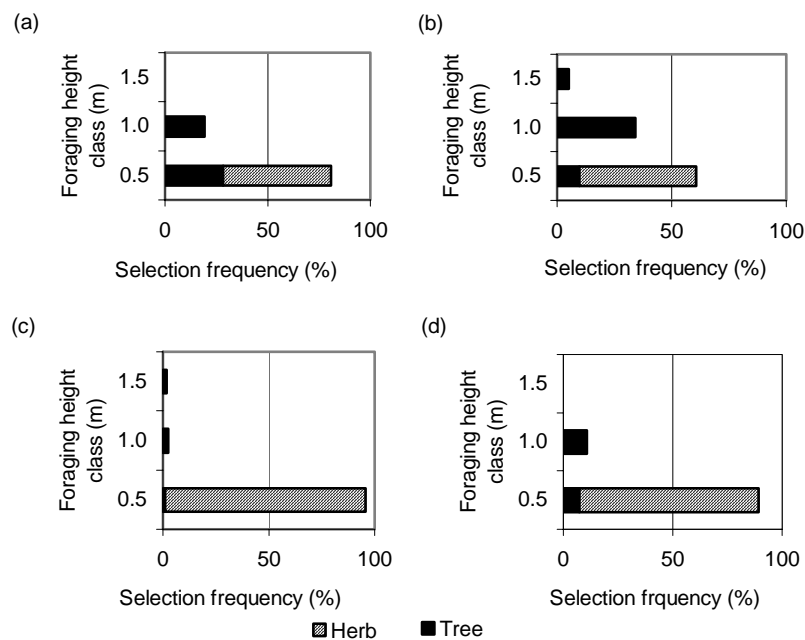 (a)
Foraging height
class (m)
1.5
1.0
0.5
0 50 100
Selection frequency (%)
(b)
Foraging height
class (m)
1.5
1.0
0.5
0 50 100
Selection frequency (%)
(c)
Foraging height
class (m)
1.5
1.0
0.5
0 50 100
Selection frquency (%)
(d)
Foraging height
class (m)
1.5
1.0
0.5
0 50 100
Selection frequency (%)
Herb Tree